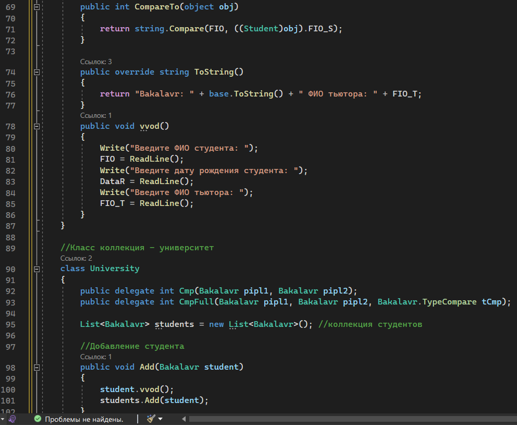 69 public int CompareTo(object obj)
70 {
71 return string.Compare(FIO, ((Student)obj).FIO_S);
72 }
73
Ссылок: 3
74 public override string ToString()
75 {
76 return "Bakalavr: " + base.ToString() + " ФИО тьютора: " + FIO_T;
77 }
Ссылок: 1
78 public void vvod()
79 {
80 Write("Введите ФИО студента: ");
81 FIO = ReadLine();
82 Write("Введите дату рождения студента: ");
83 DataR = ReadLine();
84 Write("Введите ФИО тьютора: ");
85 FIO_T = ReadLine();
86 }
87 }
88
89 //Класс коллекция - университет
Ссылок: 2
90 class University
91 {
92 public delegate int Cmp(Bakalavr pipl1, Bakalavr pipl2);
93 public delegate int CmpFull(Bakalavr pipl1, Bakalavr pipl2, Bakalavr.TypeCompare tCmp);
94
95 List<Bakalavr> students = new List<Bakalavr>(); //коллекция студентов
96
97 //Добавление студента
Ссылок: 1
98 public void Add(Bakalavr student)
99 {
100 student.vvod();
101 students.Add(student);
102 }
Проблемы не найдены.